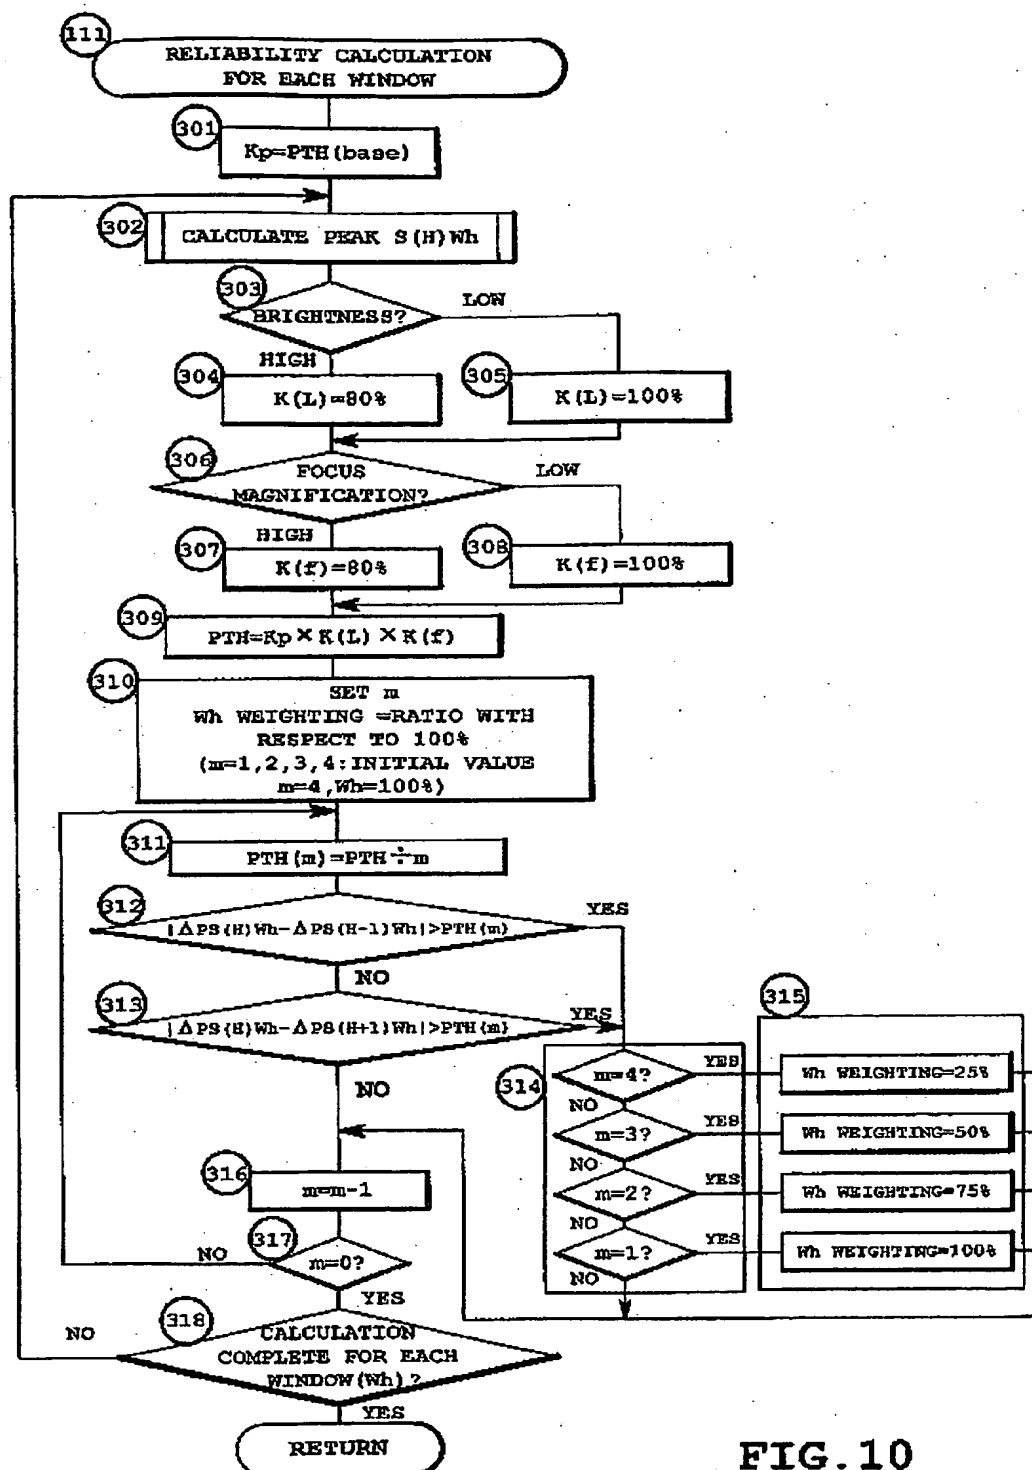 111
RELIABILITY CALCULATION
FOR EACH WINDOW
301
Kp=PTH(base)
302
CALCULATE PEAK S(H)Wh
303
BRIGHTNESS?
LOW
HIGH
304
K(L)=80%
305
K(L)=100%
306
FOCUS
MAGNIFICATION?
LOW
HIGH
307
K(f)=80%
308
K(f)=100%
309
PTH=Kp×K(L)×K(f)
310
SET m
Wh WEIGHTING =RATIO WITH
RESPECT TO 100%
(m=1,2,3,4:INITIAL VALUE
m=4,Wh=100%)
311
PTH(m)=PTH÷m
312
|ΔPS(H)Wh-ΔPS(H-1)Wh|>PTH(m)
YES
NO
313
|ΔPS(H)Wh-ΔPS(H+1)Wh|>PTH(m)
YES
NO
314
315
m=4?
YES
Wh WEIGHTING=25%
NO
m=3?
YES
Wh WEIGHTING=50%
NO
m=2?
YES
Wh WEIGHTING=75%
NO
m=1?
YES
Wh WEIGHTING=100%
NO
316
m=m-1
317
m=0?
NO
YES
318
CALCULATION
COMPLETE FOR EACH
WINDOW(Wh)?
NO
YES
RETURN
FIG.10